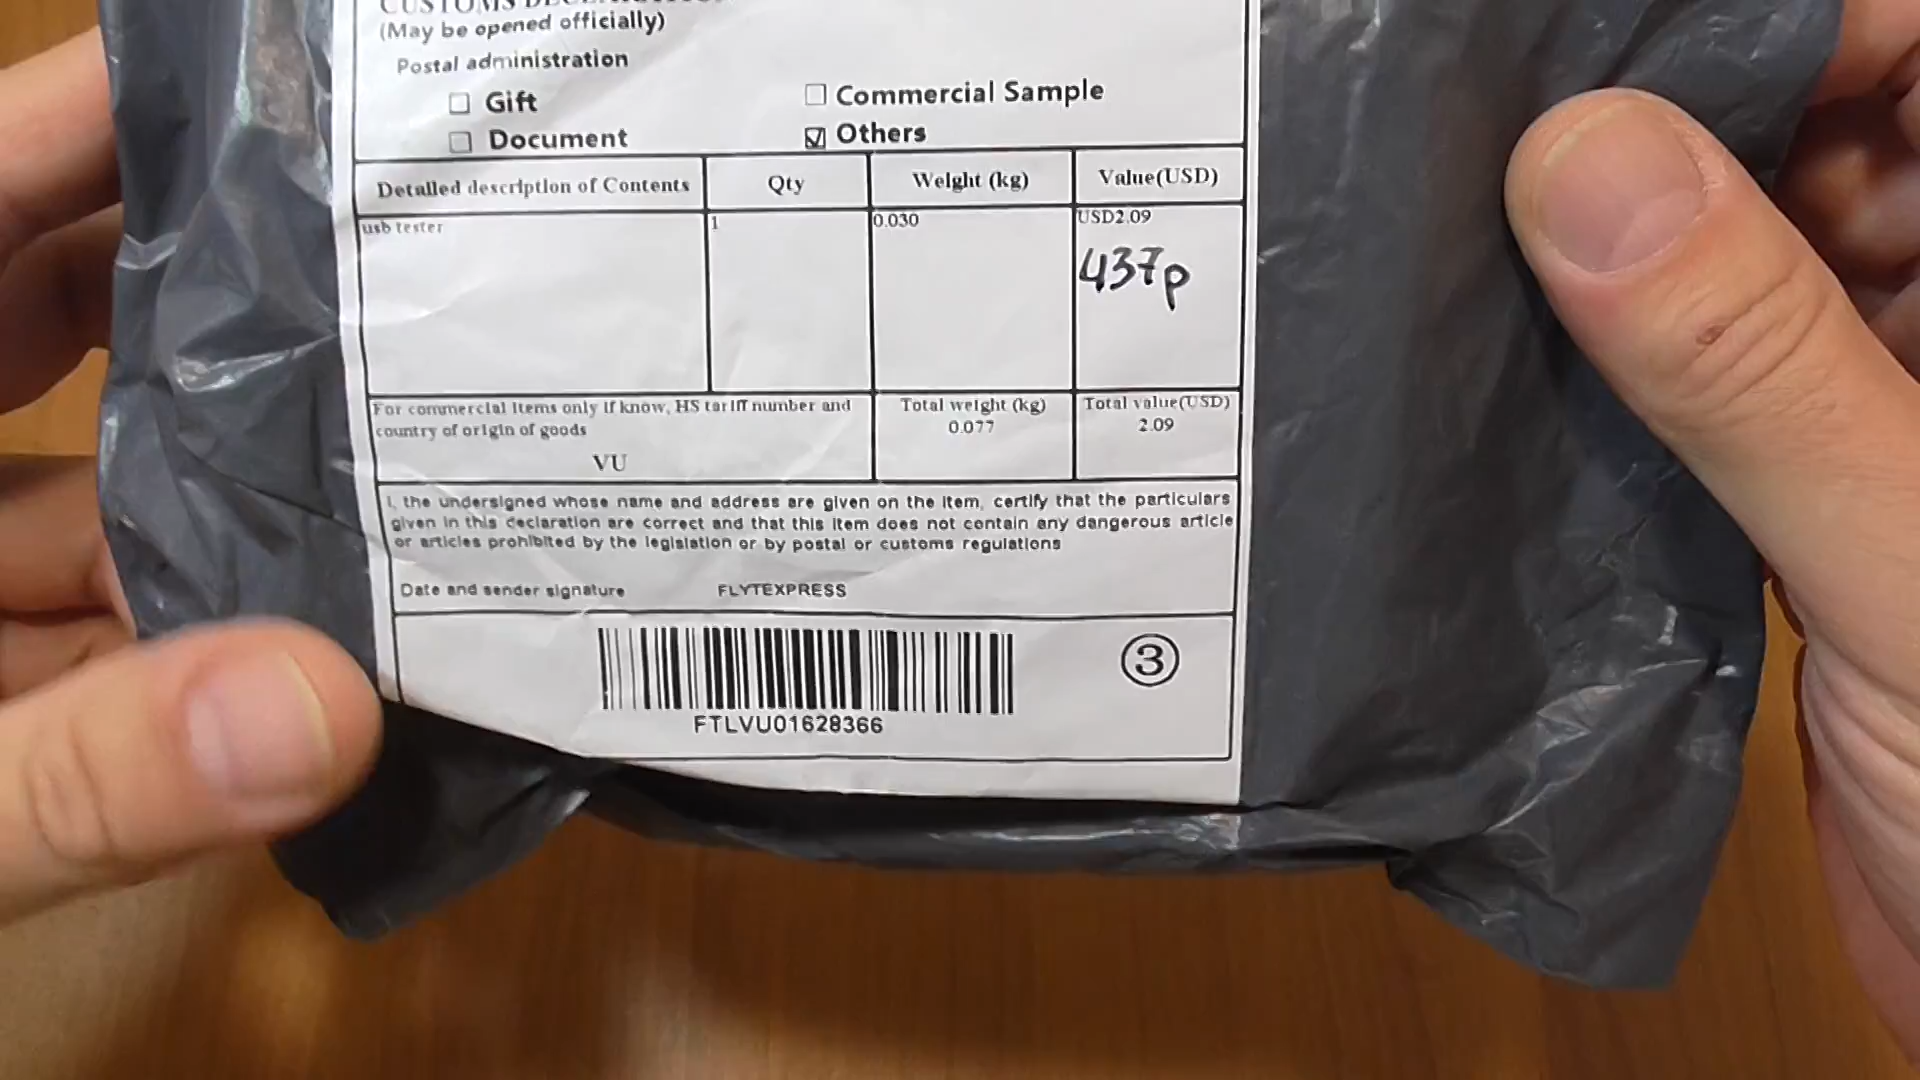 CUSTOMS DECLARATION
(May be opened officially)
Postal administration
☐ Gift ☐ Commercial Sample
☐ Document ☑ Others
Detailed description of Contents Qty Weight (kg) Value(USD)
usb tester 1 0.030 USD2.09
437р
For commercial items only if know, HS tariff number and Total weight (kg) Total value(USD)
country of origin of goods 0.077 2.09
VU
I, the undersigned whose name and address are given on the item, certify that the particulars
given in this declaration are correct and that this item does not contain any dangerous article
or articles prohibited by the legislation or by postal or customs regulations
Date and sender signature FLYTEXPRESS
③
FTLVU01628366